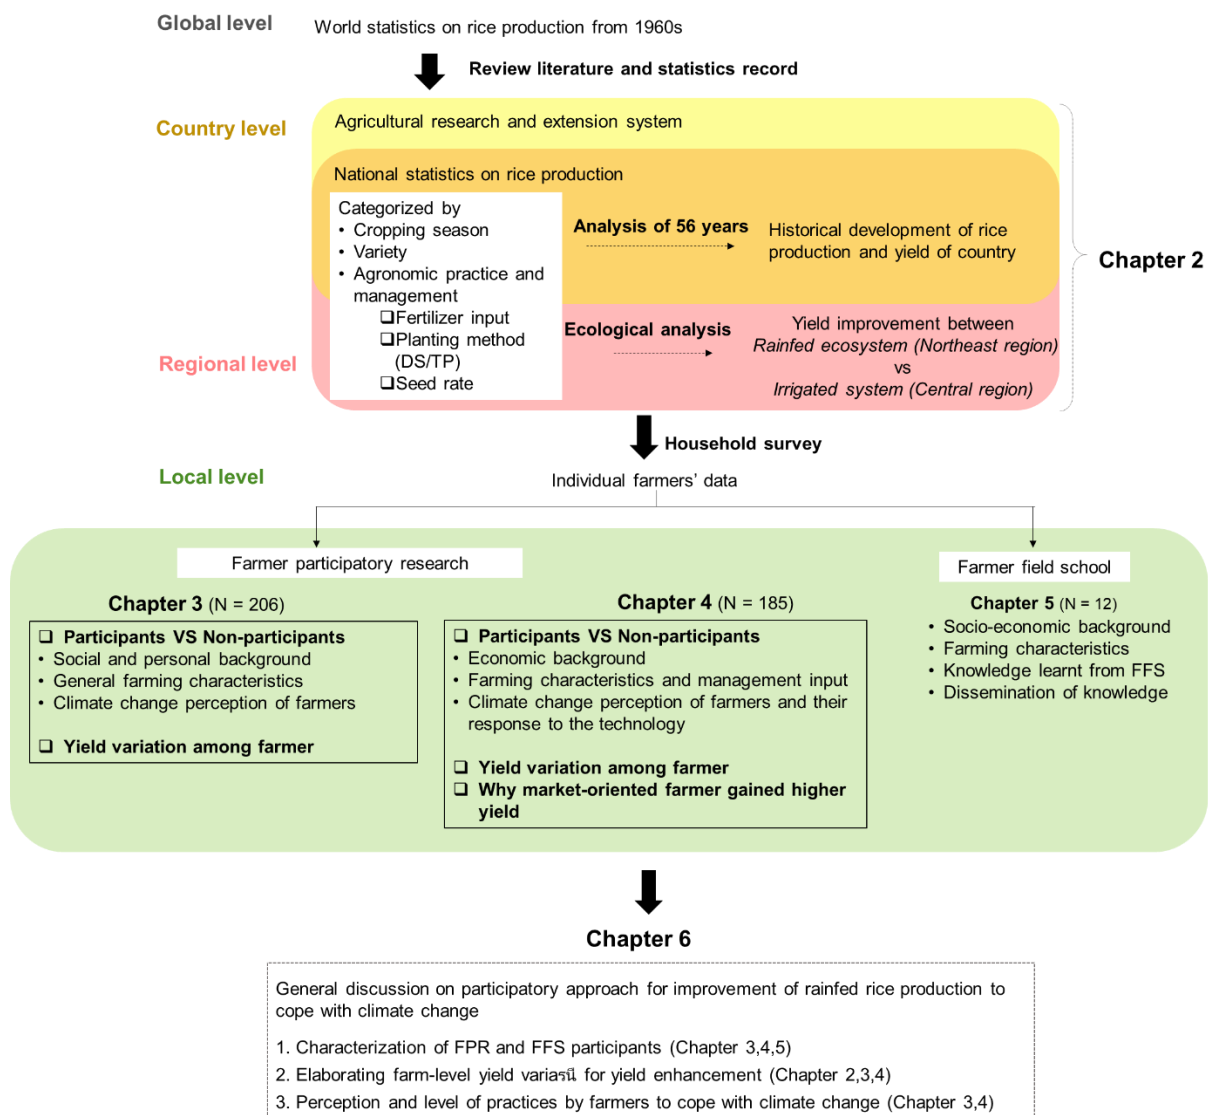 Global level
World statistics on rice production from 1960s
Review literature and statistics record
Country level
Agricultural research and extension system
National statistics on rice production
Categorized by
• Cropping season
• Variety
• Agronomic practice and
management
❑Fertilizer input
❑Planting method
(DS/TP)
❑Seed rate
Analysis of 56 years
Historical development of rice
production and yield of country
Chapter 2
Regional level
Ecological analysis
Yield improvement between
Rainfed ecosystem (Northeast region)
vs
Irrigated system (Central region)
Household survey
Local level
Individual farmers’ data
Farmer participatory research
Farmer field school
Chapter 3 (N = 206)
❑ Participants VS Non-participants
• Social and personal background
• General farming characteristics
• Climate change perception of farmers
❑ Yield variation among farmer
Chapter 4 (N = 185)
❑ Participants VS Non-participants
• Economic background
• Farming characteristics and management input
• Climate change perception of farmers and their
response to the technology
❑ Yield variation among farmer
❑ Why market-oriented farmer gained higher
yield
Chapter 5 (N = 12)
• Socio-economic background
• Farming characteristics
• Knowledge learnt from FFS
• Dissemination of knowledge
Chapter 6
General discussion on participatory approach for improvement of rainfed rice production to
cope with climate change
1. Characterization of FPR and FFS participants (Chapter 3,4,5)
2. Elaborating farm-level yield variaรนี for yield enhancement (Chapter 2,3,4)
3. Perception and level of practices by farmers to cope with climate change (Chapter 3,4)